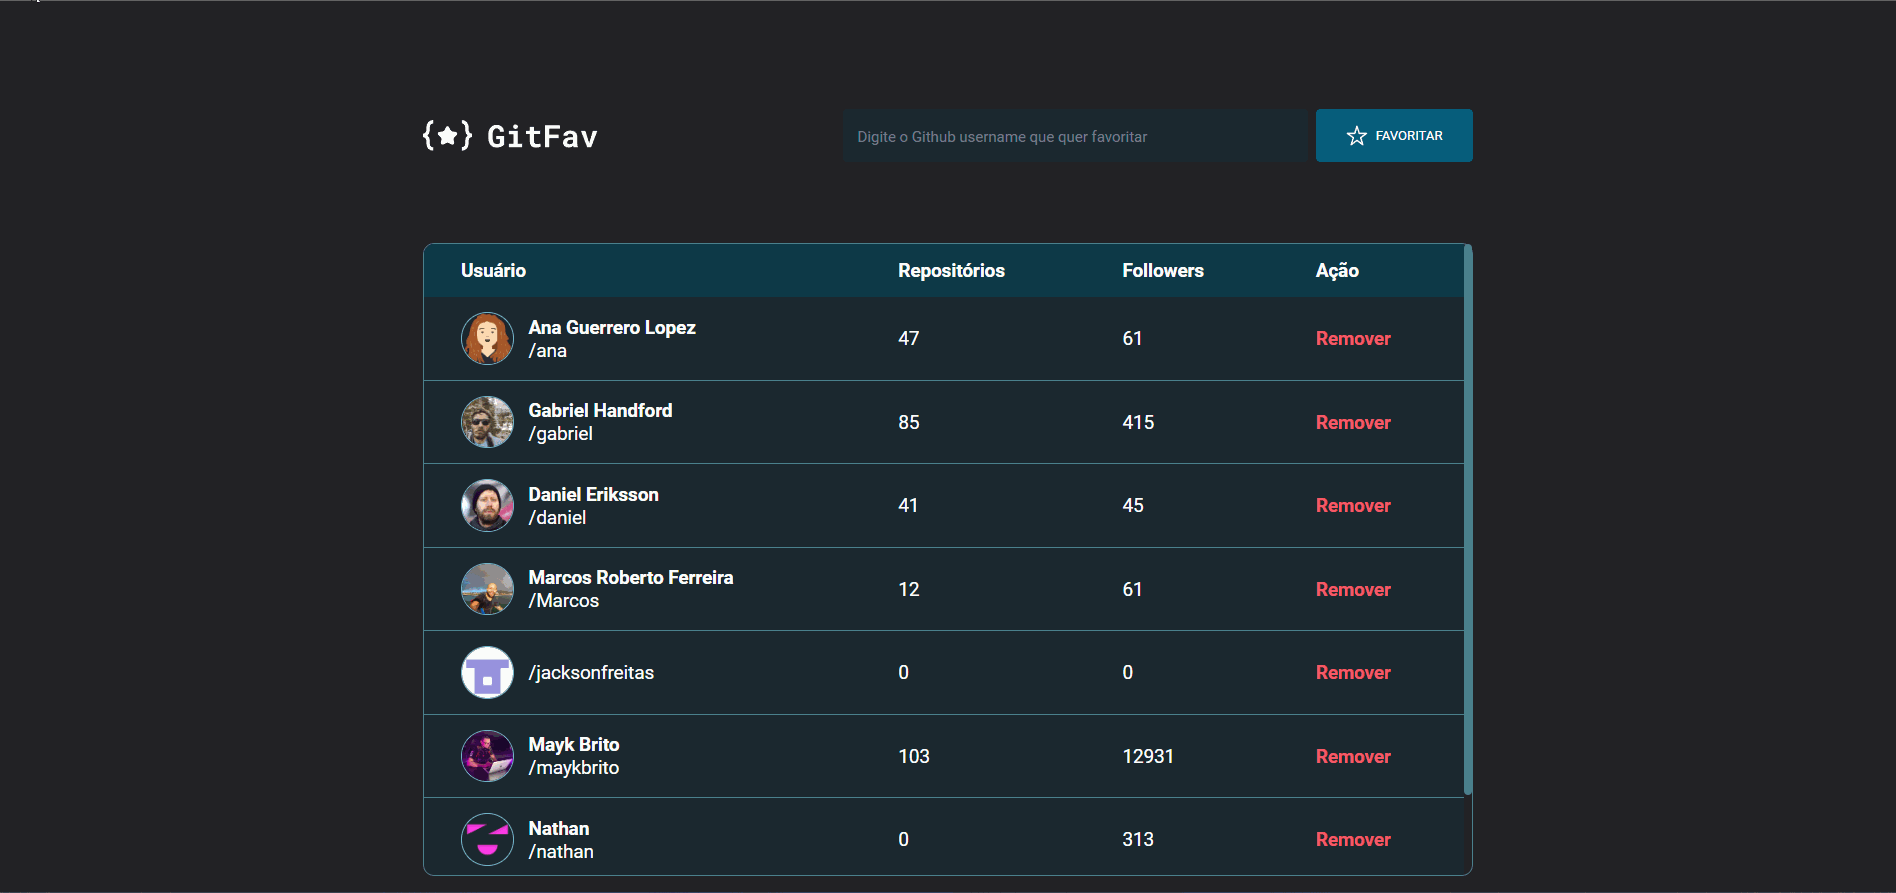 GitFav
Digite o Github username que quer favoritar
FAVORITAR
Usuário Repositórios Followers Ação
Ana Guerrero Lopez
/ana
47 61 Remover
Gabriel Handford
/gabriel
85 415 Remover
Daniel Eriksson
/daniel
41 45 Remover
Marcos Roberto Ferreira
/Marcos
12 61 Remover
/jacksonfreitas
0 0 Remover
Mayk Brito
/maykbrito
103 12931 Remover
Nathan
/nathan
0 313 Remover